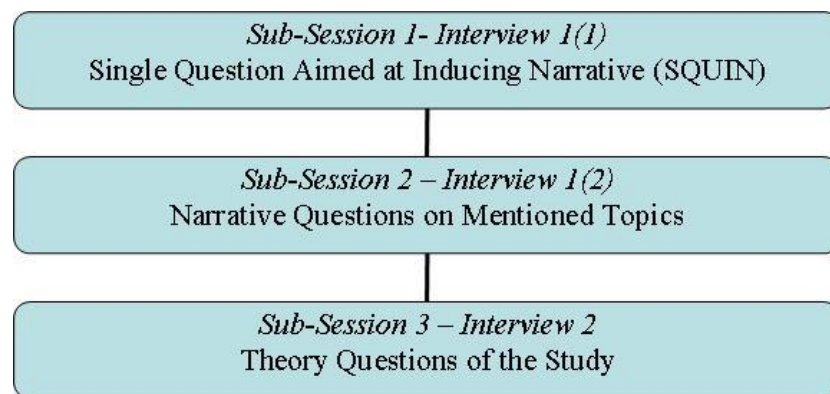 Sub-Session 1- Interview 1(1)
Single Question Aimed at Inducing Narrative (SQUIN)
Sub-Session 2 – Interview 1(2)
Narrative Questions on Mentioned Topics
Sub-Session 3 – Interview 2
Theory Questions of the Study